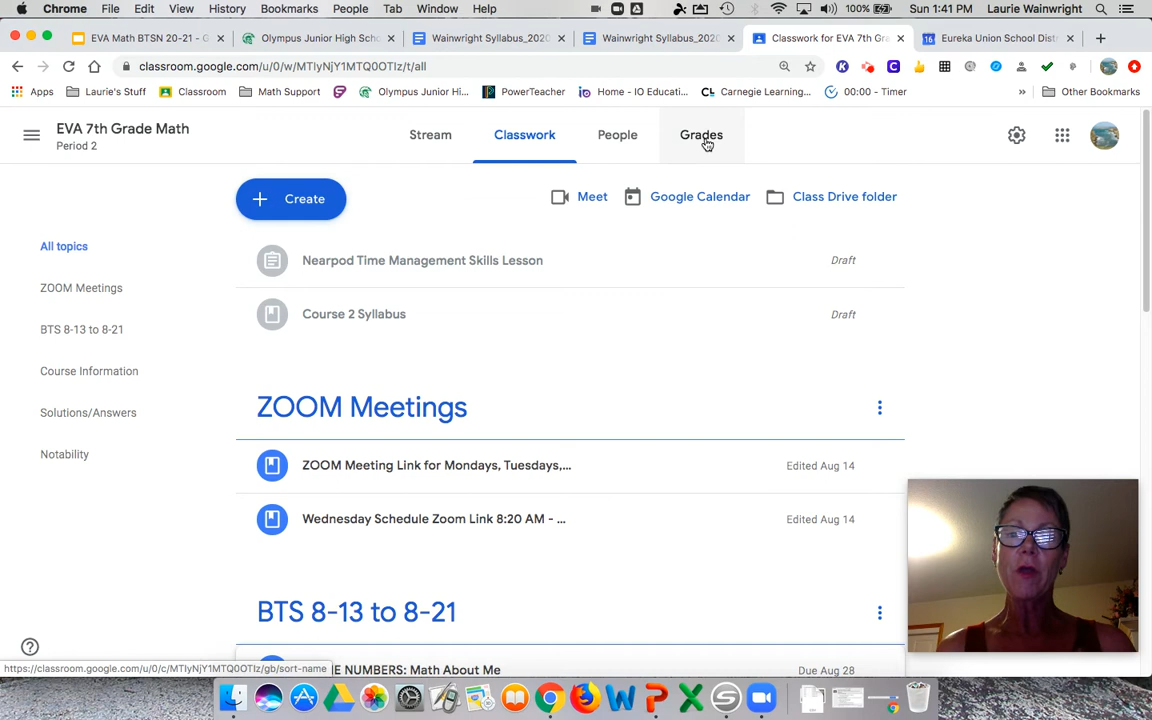 Chrome File Edit View History Bookmarks People Tab Window Help 100% Sun 1:41 PM Laurie Wainwright
EVA Math BTSN 20-21 - G × Olympus Junior High Scho × Wainwright Syllabus_2020 × Wainwright Syllabus_2020 × Classwork for EVA 7th Gra × 16 Eureka Union School Distr × +
classroom.google.com/u/0/w/MTIyNjY1MTQ0OTIz/t/all
Apps Laurie's Stuff Classroom Math Support Olympus Junior Hi... PowerTeacher Home - IO Educati... Carnegie Learning... 00:00 - Timer » Other Bookmarks
EVA 7th Grade Math
Period 2
Stream Classwork People Grades
+ Create
Meet Google Calendar Class Drive folder
All topics
ZOOM Meetings
BTS 8-13 to 8-21
Course Information
Solutions/Answers
Notability
Nearpod Time Management Skills Lesson Draft
Course 2 Syllabus Draft
ZOOM Meetings
ZOOM Meeting Link for Mondays, Tuesdays,... Edited Aug 14
Wednesday Schedule Zoom Link 8:20 AM - ... Edited Aug 14
BTS 8-13 to 8-21
E NUMBERS: Math About Me Due Aug 28
https://classroom.google.com/u/0/c/MTIyNjY1MTQ0OTIz/gb/sort-name